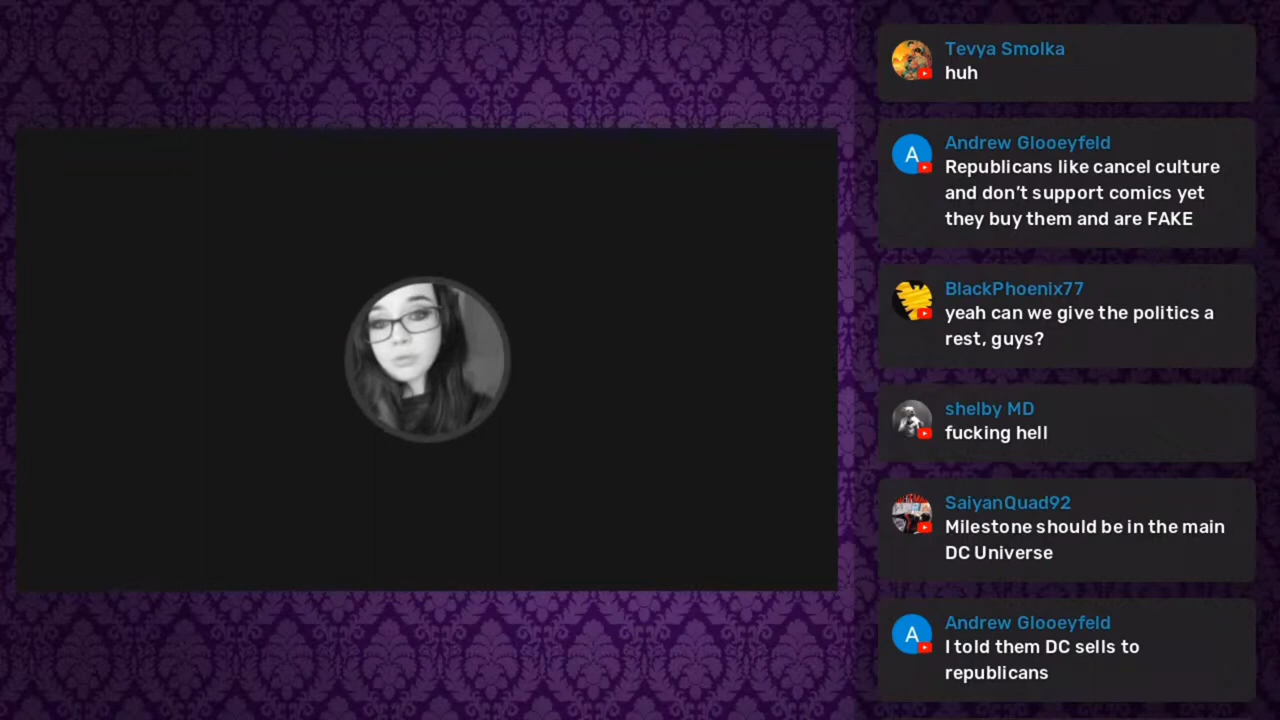 Tevya Smolka
huh
A
Andrew Glooeyfeld
Republicans like cancel culture
and don’t support comics yet
they buy them and are FAKE
BlackPhoenix77
yeah can we give the politics a
rest, guys?
shelby MD
fucking hell
SaiyanQuad92
Milestone should be in the main
DC Universe
A
Andrew Glooeyfeld
I told them DC sells to
republicans